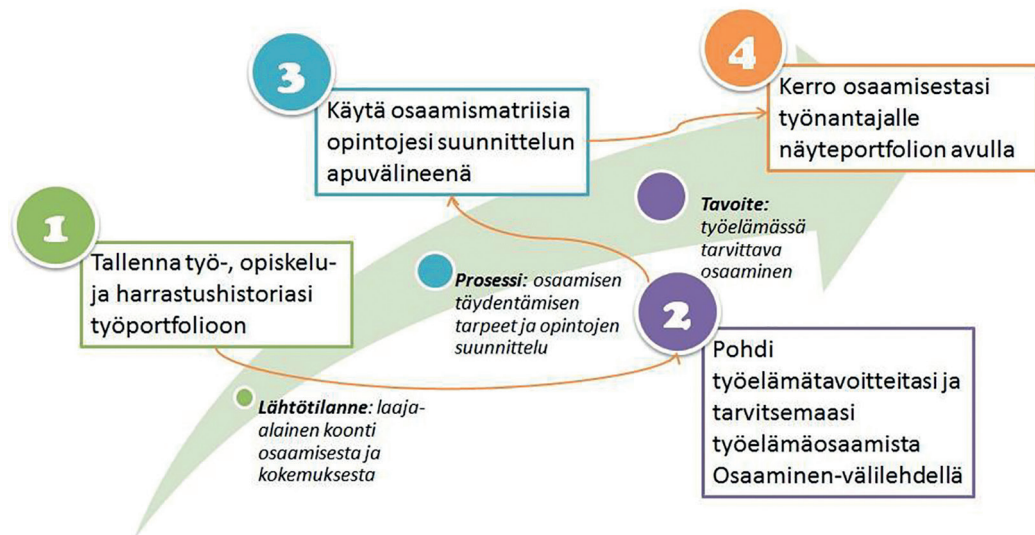 1
Tallenna työ-, opiskelu-
ja harrastushistoriasi
työportfolioon
2
Pohdi
työelämätavoitteitasi ja
tarvitsemaasi
työelämäosaamista
Osaaminen-välilehdellä
3
Käytä osaamismatriisia
opintojesi suunnittelun
apuvälineenä
4
Kerro osaamisestasi
työnantajalle
näyteportfolion avulla
Lähtötilanne: laaja-
alainen koonti
osaamisesta ja
kokemuksesta
Prosessi: osaamisen
täydentämisen
tarpeet ja opintojen
suunnittelu
Tavoite:
työelämässä
tarvittava
osaaminen